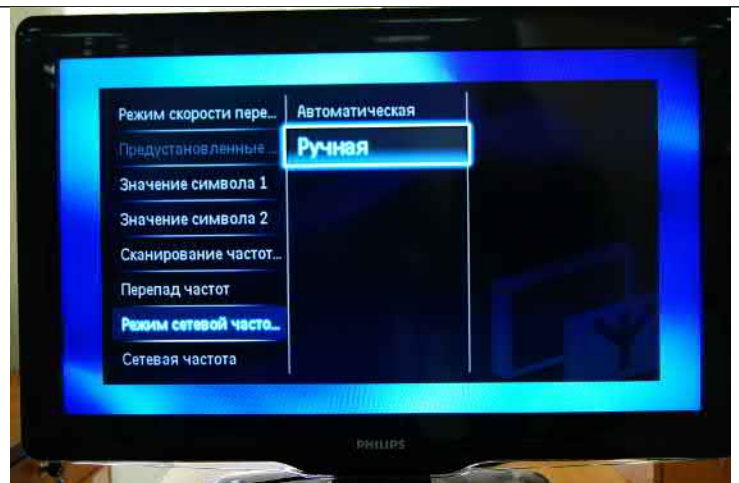 Режим скорости пере...
Автоматическая
Предустановленные ...
Ручная
Значение символа 1
Значение символа 2
Сканирование частот...
Перепад частот
Режим сетевой часто...
Сетевая частота
PHILIPS